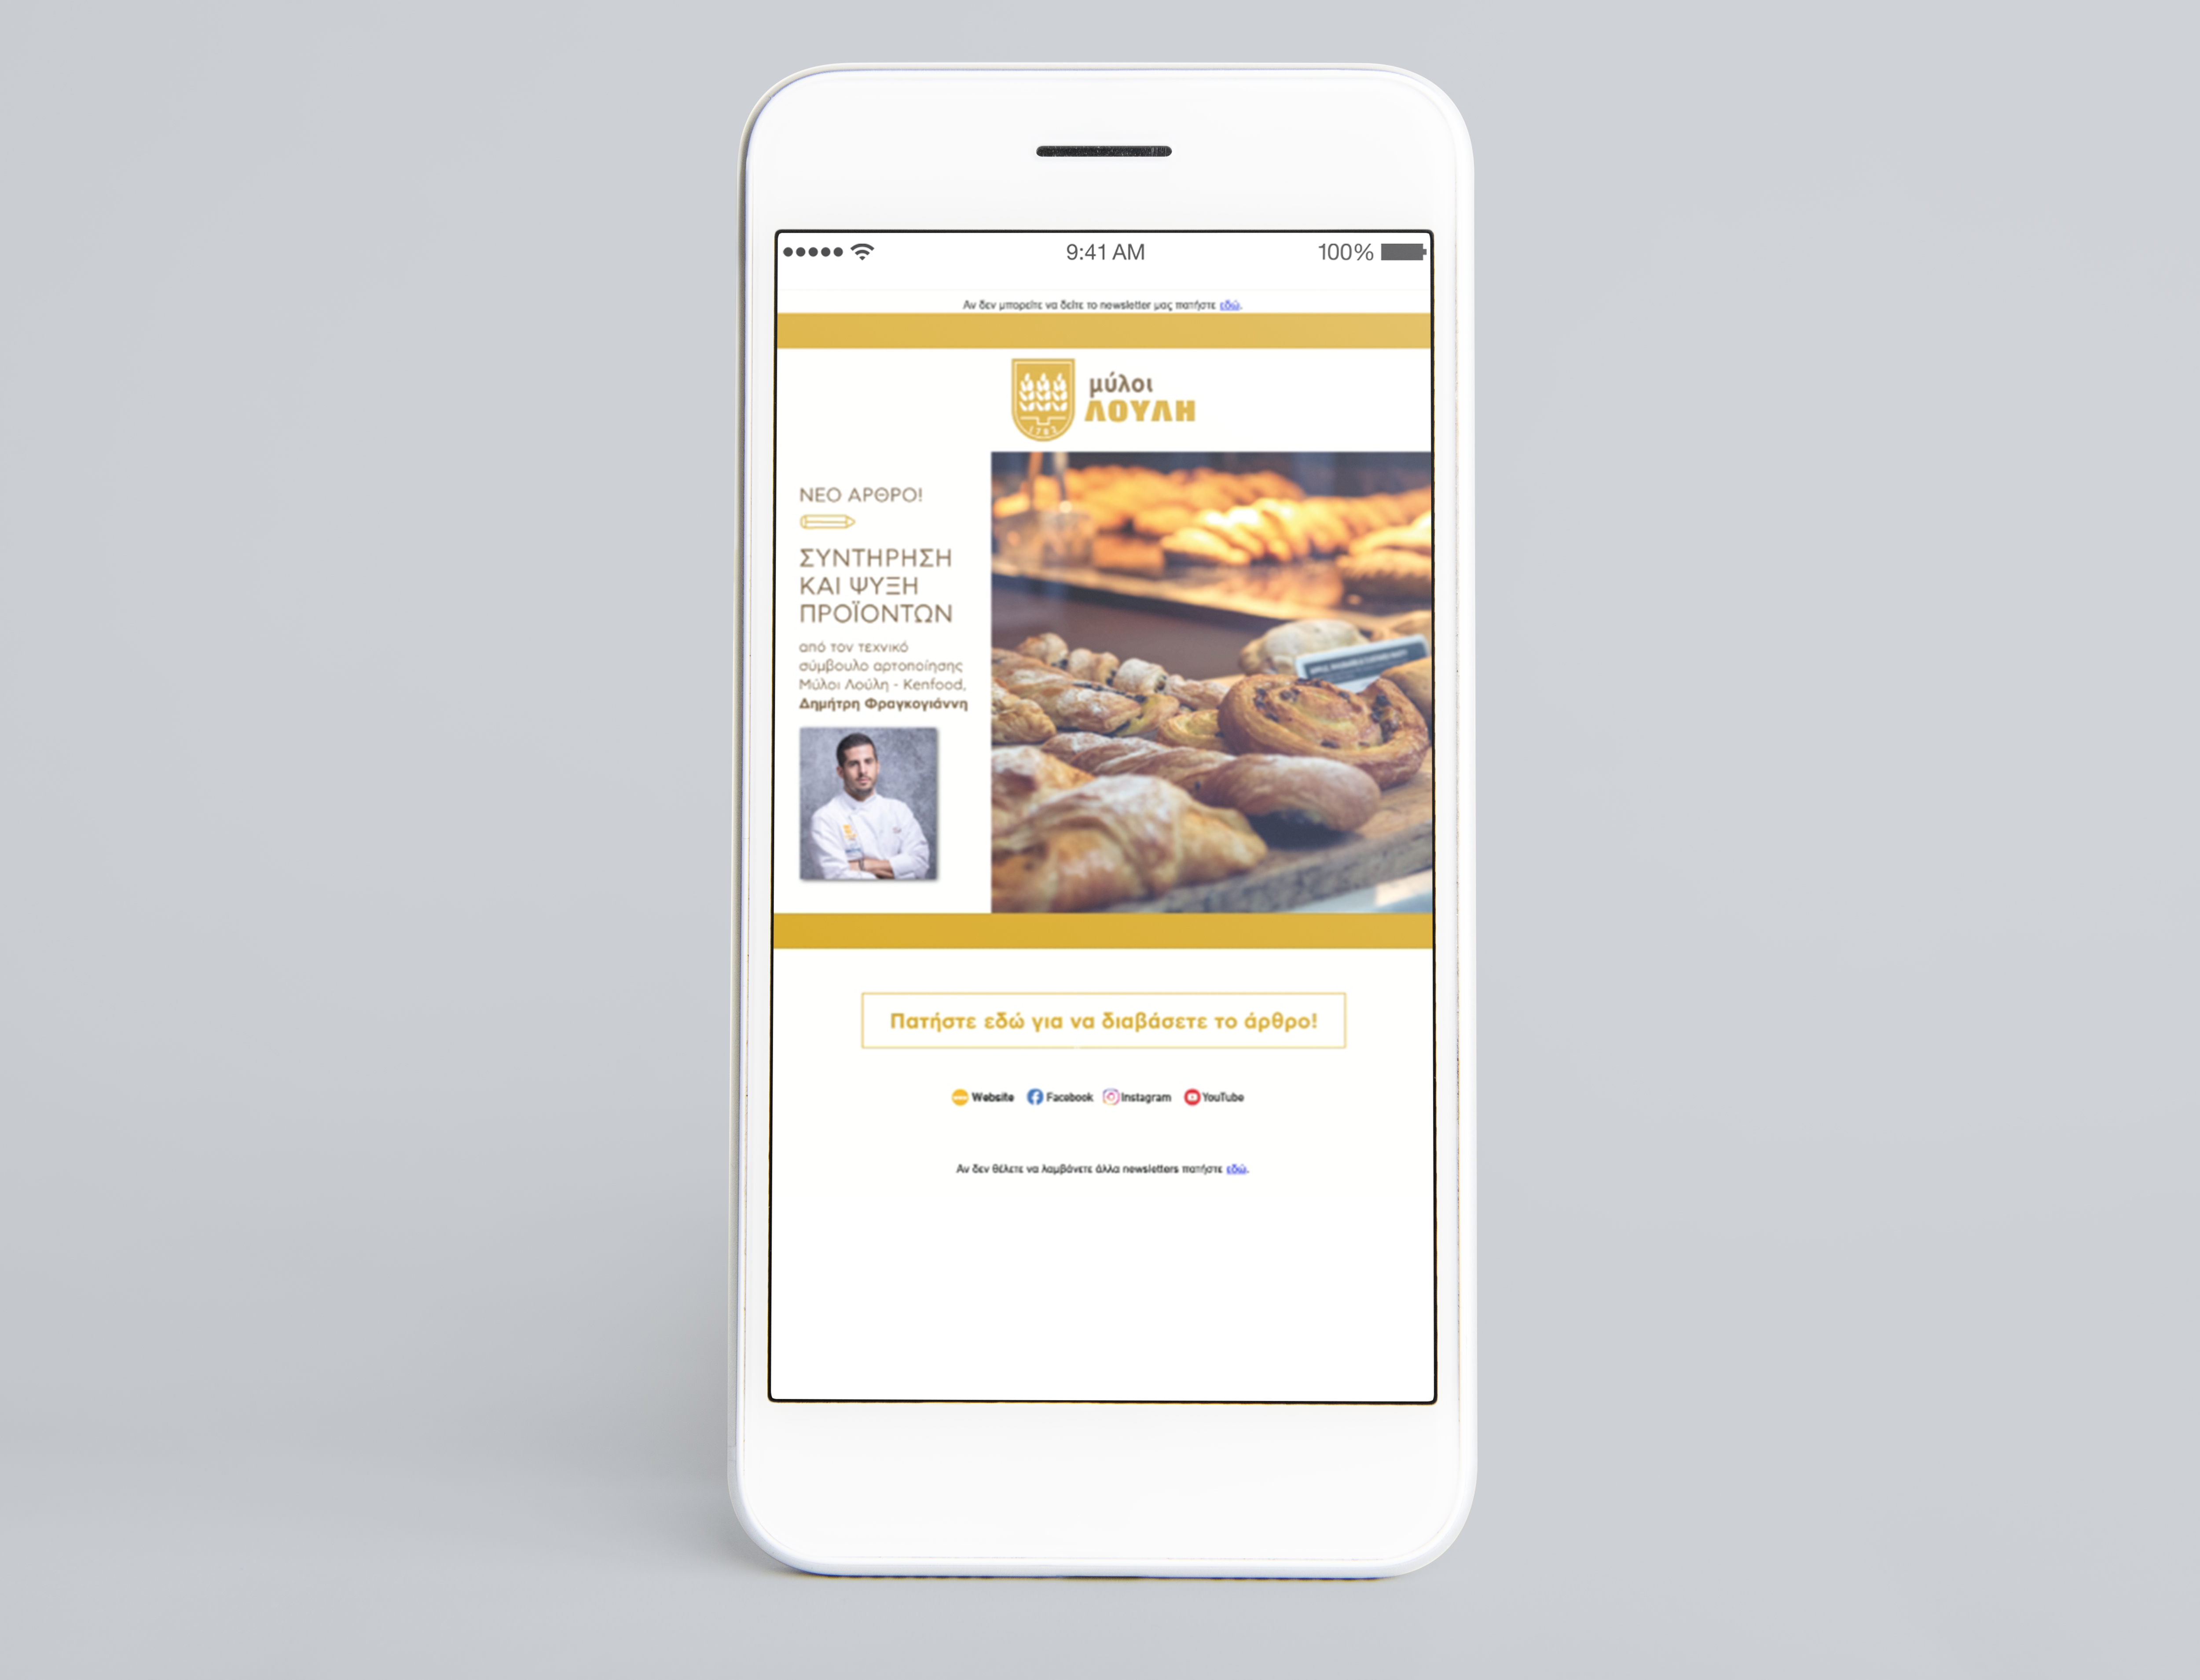 9:41 AM
100%
Αν δεν μπορείτε να δείτε το newsletter μας πατήστε εδώ.
μύλοι
ΛΟΥΛΗ
1782
ΝΕΟ ΑΡΘΡΟ!
ΣΥΝΤΗΡΗΣΗ
ΚΑΙ ΨΥΞΗ
ΠΡΟΪΟΝΤΩΝ
από τον τεχνικό
σύμβουλο αρτοποίησης
Μύλοι Λούλη - Kenfood,
Δημήτρη Φραγκογιάννη
Πατήστε εδώ για να διαβάσετε το άρθρο!
Website Facebook Instagram YouTube
Αν δεν θέλετε να λαμβάνετε άλλα newsletters πατήστε εδώ.